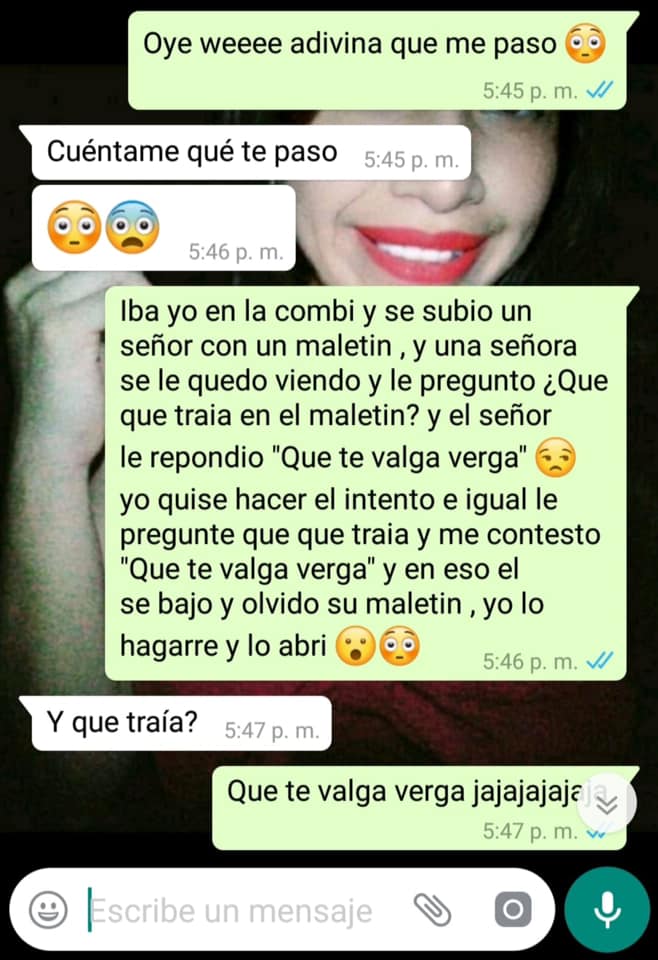 Oye weeee adivina que me paso 😳
5:45 p. m.
Cuéntame qué te paso 5:45 p. m.
😳😨 5:46 p. m.
Iba yo en la combi y se subio un
señor con un maletin , y una señora
se le quedo viendo y le pregunto ¿Que
que traia en el maletin? y el señor
le repondio "Que te valga verga" 😒
yo quise hacer el intento e igual le
pregunte que que traia y me contesto
"Que te valga verga" y en eso el
se bajo y olvido su maletin , yo lo
hagarre y lo abri 😮😳
5:46 p. m.
Y que traía? 5:47 p. m.
Que te valga verga jajajajajaja
5:47 p. m.
Escribe un mensaje